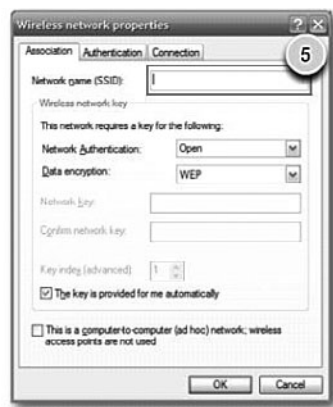 Wireless network properties
5
Association Authentication Connection
Network name (SSID):
Wireless network key
This network requires a key for the following:
Network Authentication: Open
Data encryption: WEP
Network key:
Confirm network key:
Key index (advanced): 1
The key is provided for me automatically
This is a computer-to-computer (ad hoc) network; wireless
access points are not used
OK Cancel